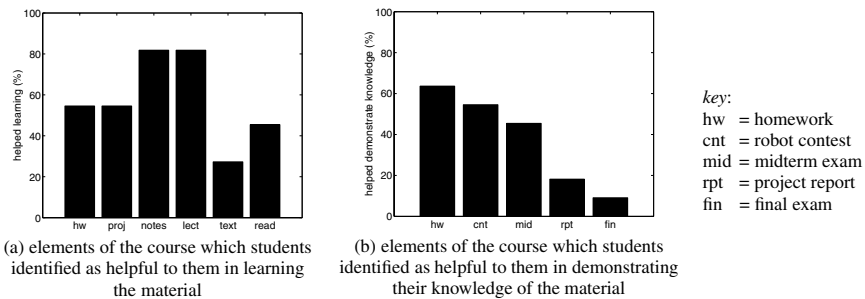 100
80
60
40
20
0
helped learning (%)
hw proj notes lect text read
(a) elements of the course which students
identified as helpful to them in learning
the material
100
80
60
40
20
0
helped demonstrate knowledge (%)
hw cnt mid rpt fin
(b) elements of the course which students
identified as helpful to them in demonstrating
their knowledge of the material
key:
hw = homework
cnt = robot contest
mid = midterm exam
rpt = project report
fin = final exam